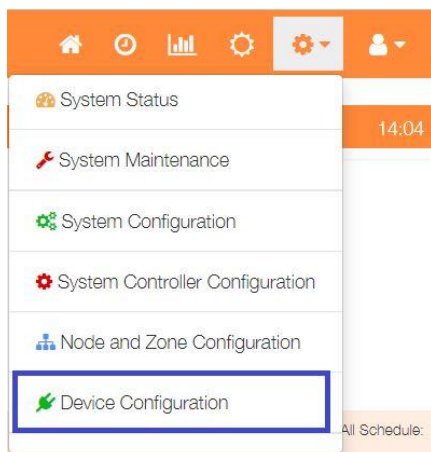 System Status
14:04
System Maintenance
System Configuration
System Controller Configuration
Node and Zone Configuration
Device Configuration
All Schedule: